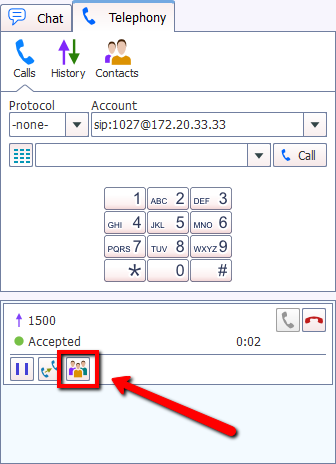 Chat
Telephony
Calls
History
Contacts
Protocol
Account
-none-
sip:1027@172.20.33.33
Call
1
ABC 2
DEF 3
GHI 4
JKL 5
MNO 6
PQRS 7
TUV 8
WXYZ 9
*
0
#
1500
Accepted
0:02